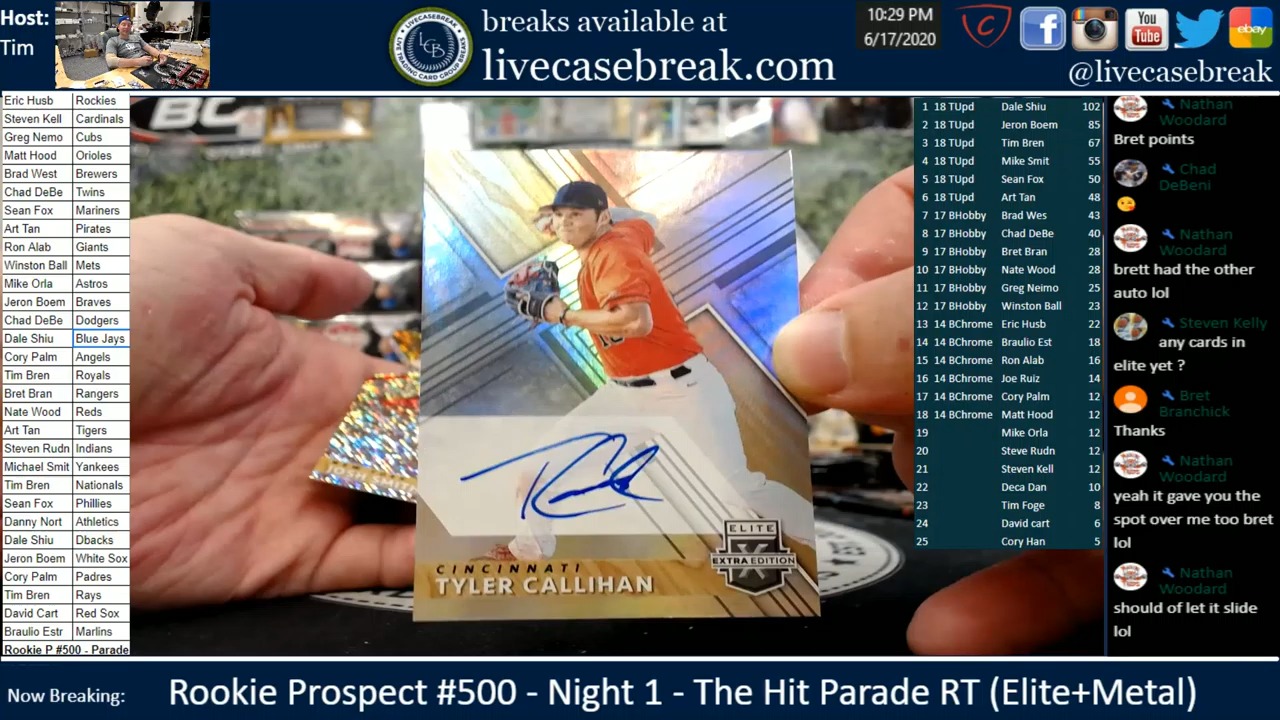 Host:
Tim
LIVECASEBREAK
LCB
LIVE TRADING CARD GROUP BREAKS
breaks available at
livecasebreak.com
10:29 PM
6/17/2020
You
Tube
ebay
@livecasebreak
Eric Husb Rockies
Steven Kell Cardinals
Greg Nemo Cubs
Matt Hood Orioles
Brad West Brewers
Chad DeBe Twins
Sean Fox Mariners
Art Tan Pirates
Ron Alab Giants
Winston Ball Mets
Mike Orla Astros
Jeron Boem Braves
Chad DeBe Dodgers
Dale Shiu Blue Jays
Cory Palm Angels
Tim Bren Royals
Bret Bran Rangers
Nate Wood Reds
Art Tan Tigers
Steven Rudn Indians
Michael Smit Yankees
Tim Bren Nationals
Sean Fox Phillies
Danny Nort Athletics
Dale Shiu Dbacks
Jeron Boem White Sox
Cory Palm Padres
Tim Bren Rays
David Cart Red Sox
Braulio Estr Marlins
Rookie P #500 - Parade
BC
JOSH
ELITE
EXTRA EDITION
CINCINNATI
TYLER CALLIHAN
1 18 TUpd Dale Shiu 102
2 18 TUpd Jeron Boem 85
3 18 TUpd Tim Bren 67
4 18 TUpd Mike Smit 55
5 18 TUpd Sean Fox 50
6 18 TUpd Art Tan 48
7 17 BHobby Brad Wes 43
8 17 BHobby Chad DeBe 40
9 17 BHobby Bret Bran 28
10 17 BHobby Nate Wood 28
11 17 BHobby Greg Neimo 25
12 17 BHobby Winston Ball 23
13 14 BChrome Eric Husb 22
14 14 BChrome Braulio Est 18
15 14 BChrome Ron Alab 16
16 14 BChrome Joe Ruiz 14
17 14 BChrome Cory Palm 12
18 14 BChrome Matt Hood 12
19 Mike Orla 12
20 Steve Rudn 12
21 Steven Kell 12
22 Deca Dan 10
23 Tim Foge 8
24 David cart 6
25 Cory Han 5
Nathan
Woodard
Bret points
Chad
DeBeni
Nathan
Woodard
brett had the other
auto lol
Steven Kelly
any cards in
elite yet ?
Bret
Branchick
Thanks
Nathan
Woodard
yeah it gave you the
spot over me too bret
lol
Nathan
Woodard
should of let it slide
lol
Now Breaking:
Rookie Prospect #500 - Night 1 - The Hit Parade RT (Elite+Metal)